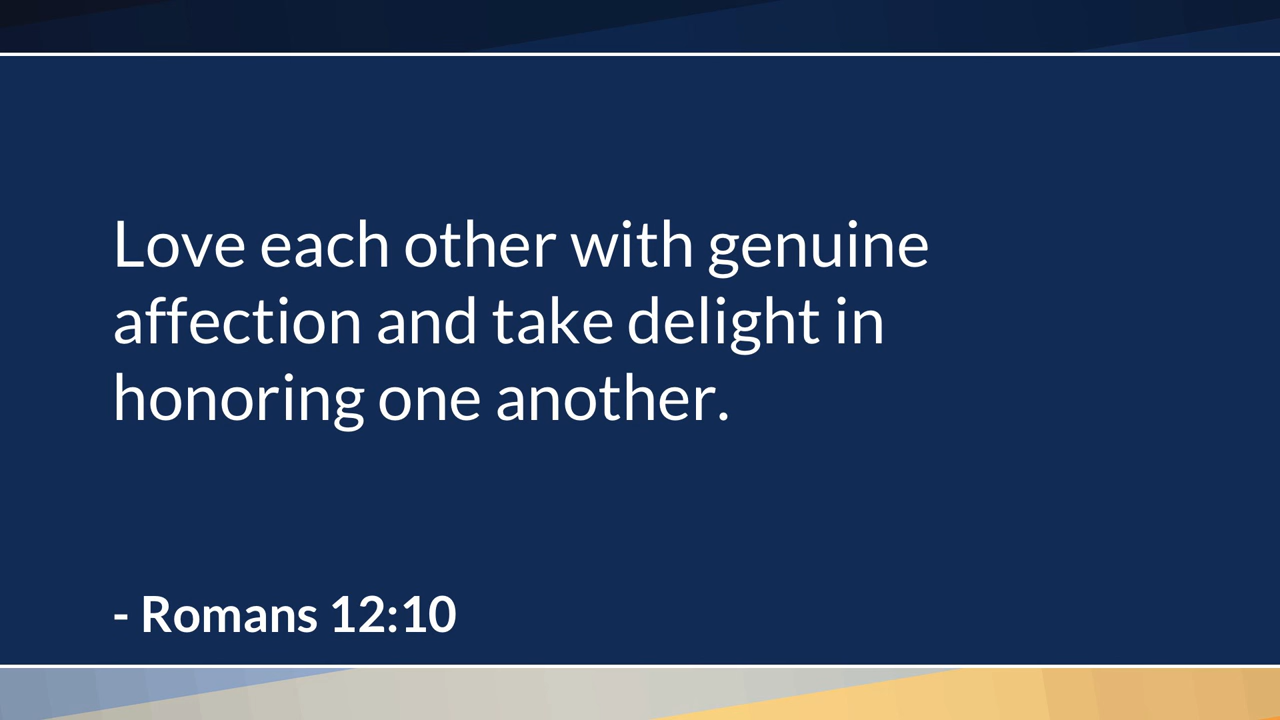 Love each other with genuine
affection and take delight in
honoring one another.
- Romans 12:10